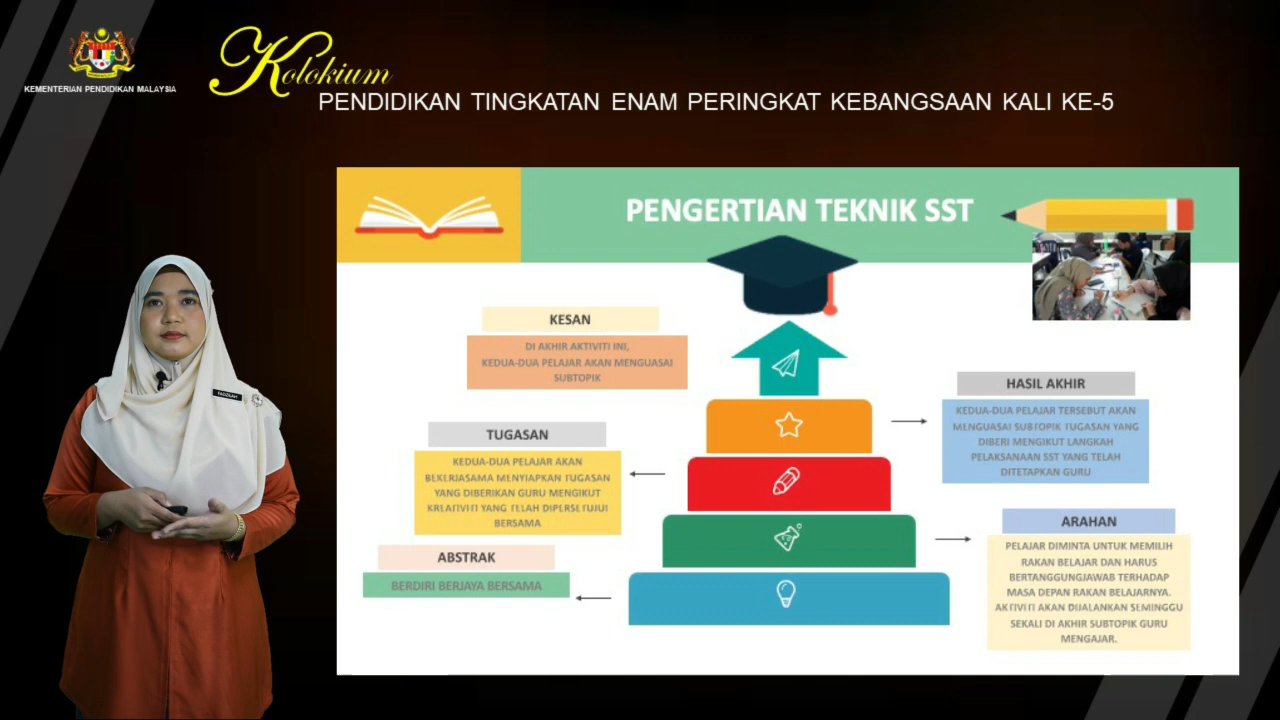 KEMENTERIAN PENDIDIKAN MALAYSIA
Kolokium
PENDIDIKAN TINGKATAN ENAM PERINGKAT KEBANGSAAN KALI KE-5
PENGERTIAN TEKNIK SST
KESAN
DI AKHIR AKTIVITI INI,
KEDUA-DUA PELAJAR AKAN MENGUASAI
SUBTOPIK
HASIL AKHIR
KEDUA-DUA PELAJAR TERSEBUT AKAN
MENGUASAI SUBTOPIK TUGASAN YANG
DIBERI MENGIKUT LANGKAH
PELAKSANAAN SST YANG TELAH
DITETAPKAN GURU
TUGASAN
KEDUA-DUA PELAJAR AKAN
BEKERJASAMA MENYIAPKAN TUGASAN
YANG DIBERIKAN GURU MENGIKUT
KREATIVITI YANG TELAH DIPERSETUJUI
BERSAMA
ARAHAN
PELAJAR DIMINTA UNTUK MEMILIH
RAKAN BELAJAR DAN HARUS
BERTANGGUNGJAWAB TERHADAP
MASA DEPAN RAKAN BELAJARNYA.
AKTIVITI AKAN DIJALANKAN SEMINGGU
SEKALI DI AKHIR SUBTOPIK GURU
MENGAJAR.
ABSTRAK
BERDIRI BERJAYA BERSAMA